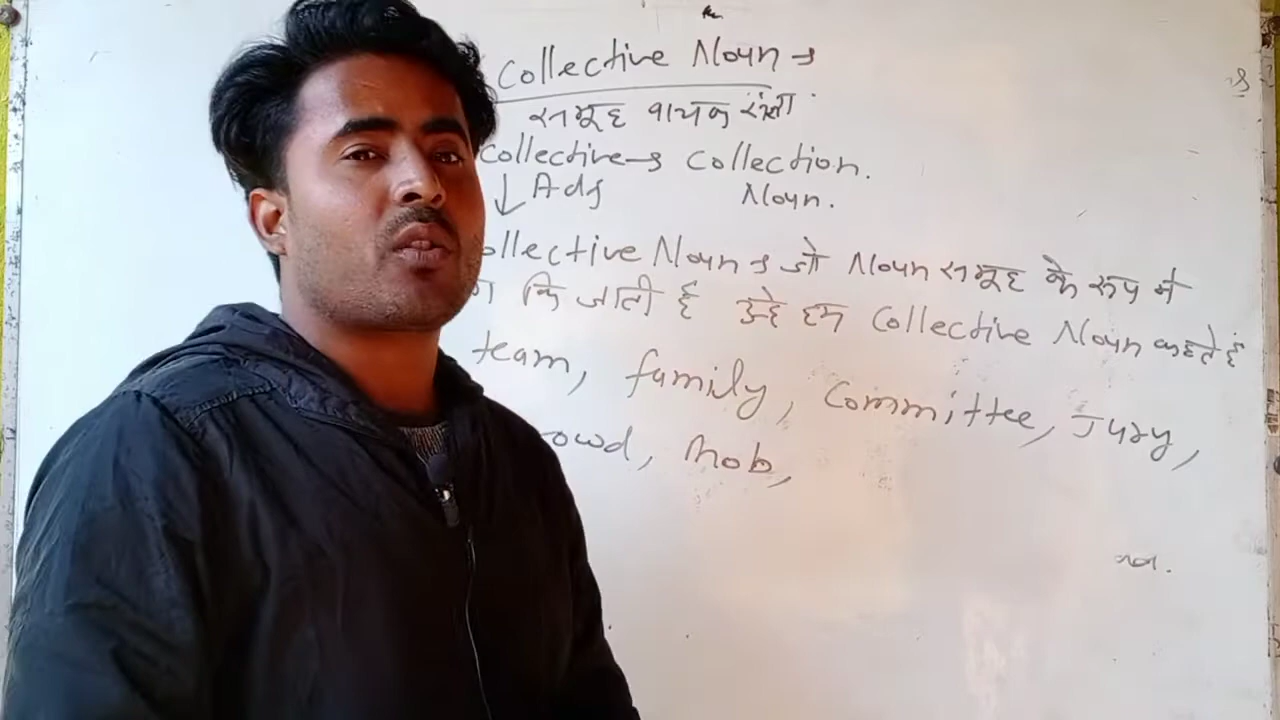 Collective Noun →
समूह वाचक संज्ञा.
collective → collection.
↓ Adj Noun.
ollective Noun → जो Noun समूह के रूप में
कि जाती है उन्हे हम Collective Noun कहते हैं
team, family, Committee, Jury,
owd, Mob,